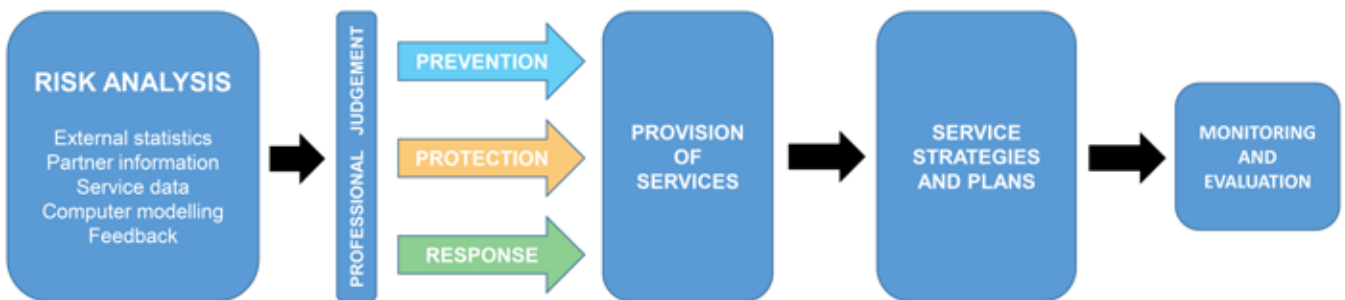 RISK ANALYSIS
External statistics
Partner information
Service data
Computer modelling
Feedback
PROFESSIONAL JUDGEMENT
PREVENTION
PROTECTION
RESPONSE
PROVISION
OF
SERVICES
SERVICE
STRATEGIES
AND PLANS
MONITORING
AND
EVALUATION